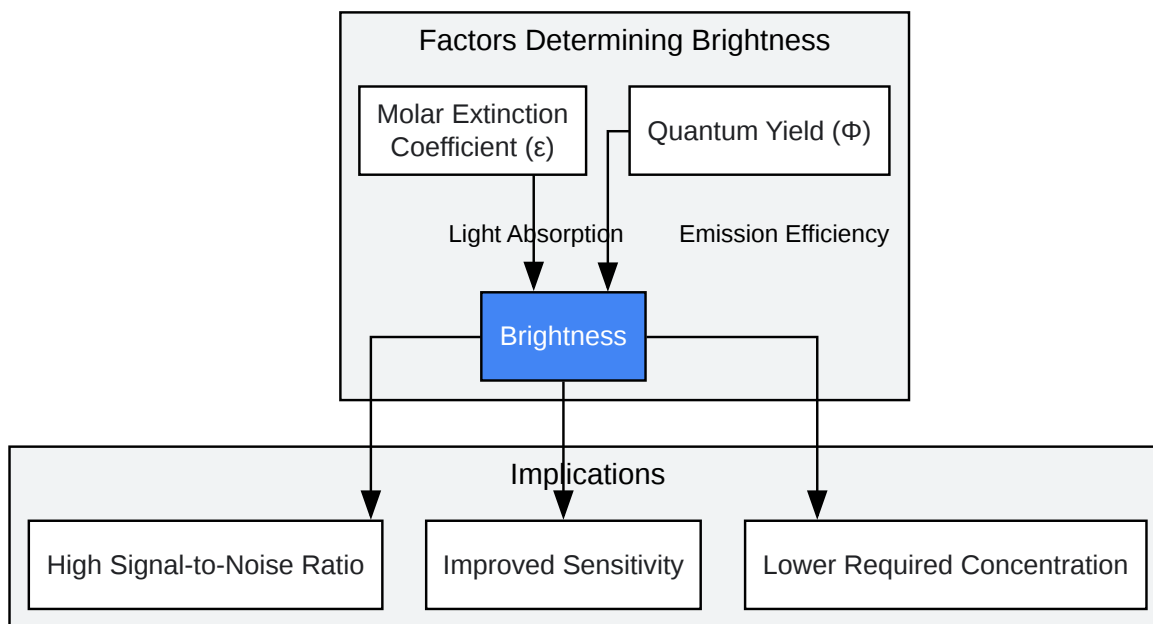 Factors Determining Brightness
Molar Extinction
Coefficient (ε)
Quantum Yield (Φ)
Light Absorption
Emission Efficiency
Brightness
Implications
High Signal-to-Noise Ratio
Improved Sensitivity
Lower Required Concentration